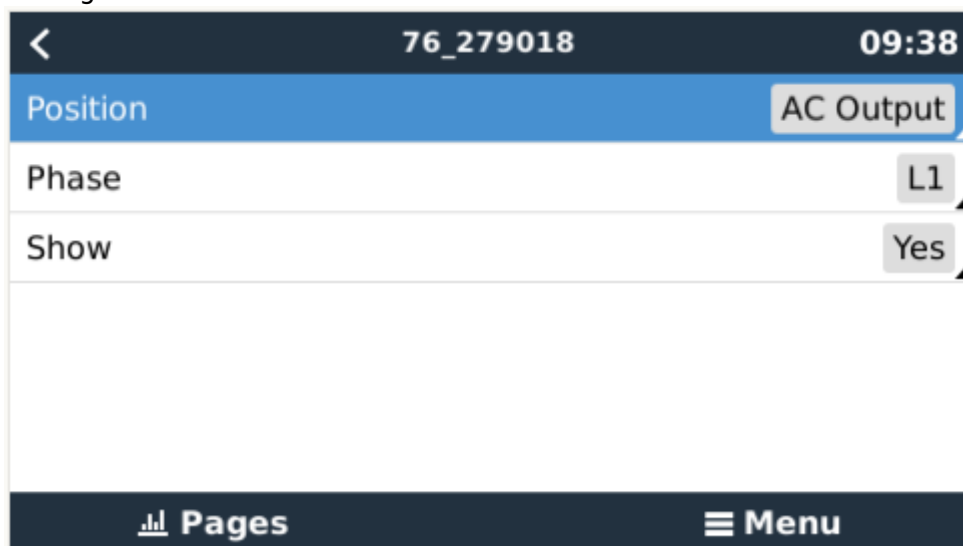 76_279018 09:38
Position AC Output
Phase L1
Show Yes
Pages Menu